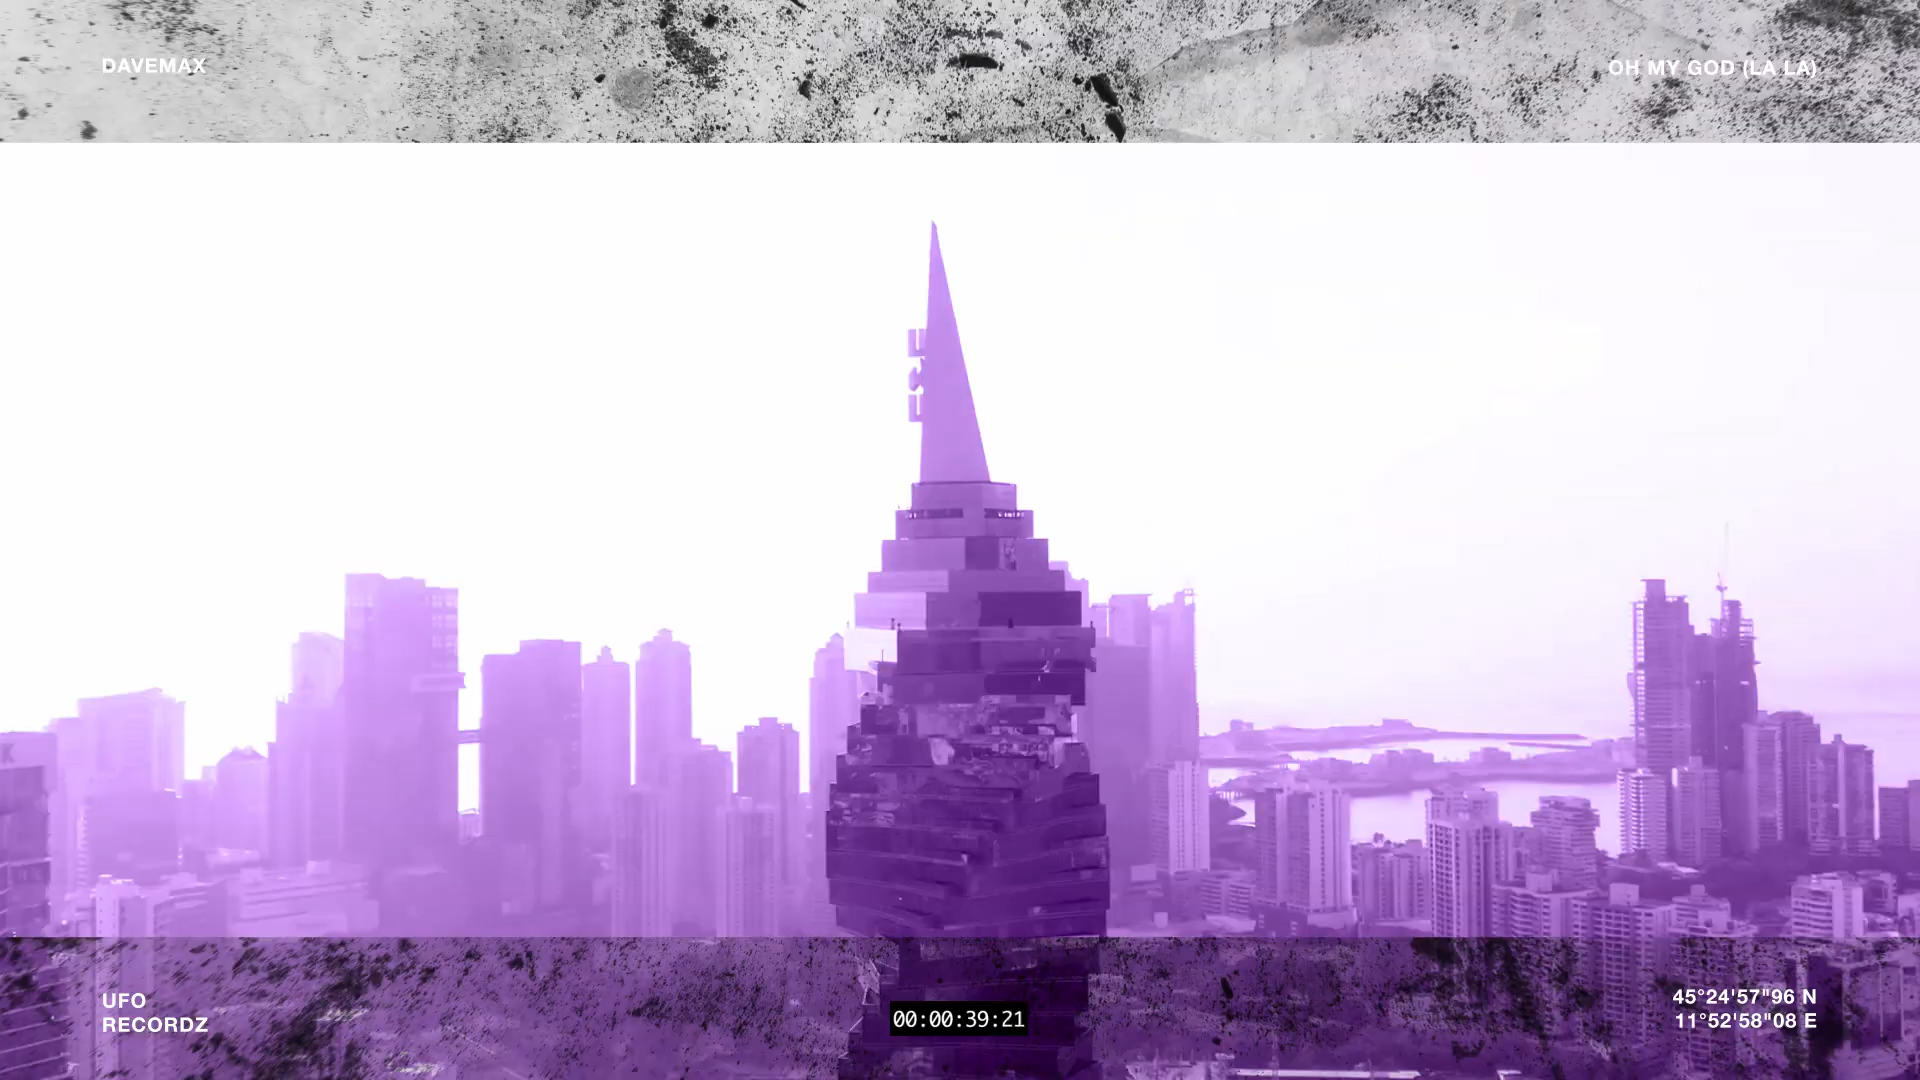 DAVEMAX
OH MY GOD (LA LA)
UFO
RECORDZ
00:00:39:21
45°24'57"96 N
11°52'58"08 E